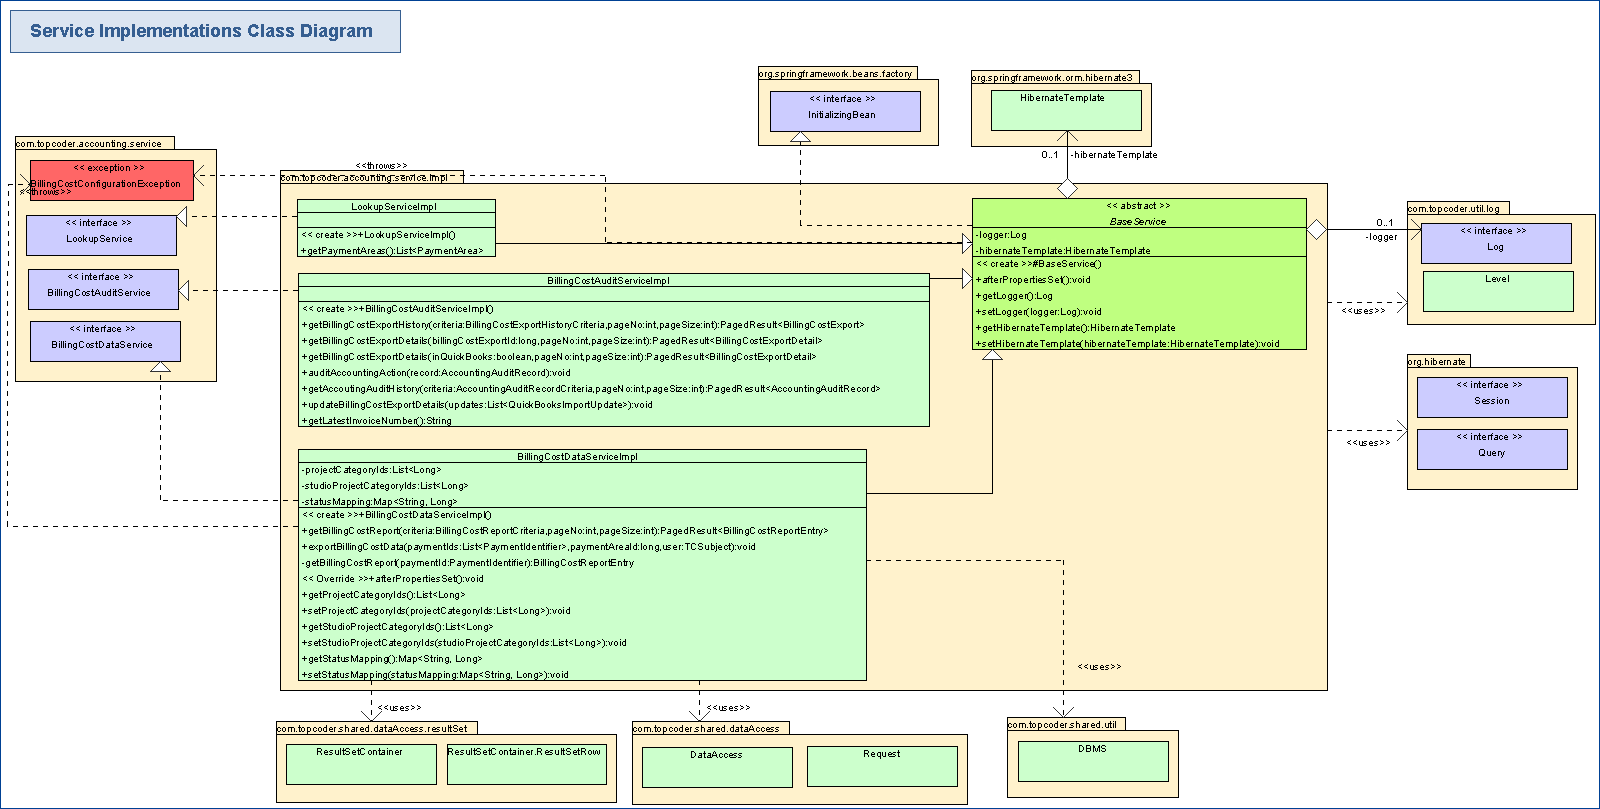 Service Implementations Class Diagram
org.springframework.beans.factory
<< interface >>
InitializingBean
org.springframework.orm.hibernate3
HibernateTemplate
0..1
-hibernateTemplate
com.topcoder.accounting.service
<< exception >>
BillingCostConfigurationException
<<throws>>
<< interface >>
LookupService
<< interface >>
BillingCostAuditService
<< interface >>
BillingCostDataService
<<throws>>
com.topcoder.accounting.service.impl
LookupServiceImpl
<< create >>+LookupServiceImpl()
+getPaymentAreas():List<PaymentArea>
BillingCostAuditServiceImpl
<< create >>+BillingCostAuditServiceImpl()
+getBillingCostExportHistory(criteria:BillingCostExportHistoryCriteria,pageNo:int,pageSize:int):PagedResult<BillingCostExport>
+getBillingCostExportDetails(billingCostExportId:long,pageNo:int,pageSize:int):PagedResult<BillingCostExportDetail>
+getBillingCostExportDetails(inQuickBooks:boolean,pageNo:int,pageSize:int):PagedResult<BillingCostExportDetail>
+auditAccountingAction(record:AccountingAuditRecord):void
+getAccoutingAuditHistory(criteria:AccountingAuditRecordCriteria,pageNo:int,pageSize:int):PagedResult<AccountingAuditRecord>
+updateBillingCostExportDetails(updates:List<QuickBooksImportUpdate>):void
+getLatestInvoiceNumber():String
BillingCostDataServiceImpl
-projectCategoryIds:List<Long>
-studioProjectCategoryIds:List<Long>
-statusMapping:Map<String, Long>
<< create >>+BillingCostDataServiceImpl()
+getBillingCostReport(criteria:BillingCostReportCriteria,pageNo:int,pageSize:int):PagedResult<BillingCostReportEntry>
+exportBillingCostData(paymentIds:List<PaymentIdentifier>,paymentAreaId:long,user:TCSubject):void
-getBillingCostReport(paymentId:PaymentIdentifier):BillingCostReportEntry
<< Override >>+afterPropertiesSet():void
+getProjectCategoryIds():List<Long>
+setProjectCategoryIds(projectCategoryIds:List<Long>):void
+getStudioProjectCategoryIds():List<Long>
+setStudioProjectCategoryIds(studioProjectCategoryIds:List<Long>):void
+getStatusMapping():Map<String, Long>
+setStatusMapping(statusMapping:Map<String, Long>):void
<< abstract >>
BaseService
-logger:Log
-hibernateTemplate:HibernateTemplate
<< create >>#BaseService()
+afterPropertiesSet():void
+getLogger():Log
+setLogger(logger:Log):void
+getHibernateTemplate():HibernateTemplate
+setHibernateTemplate(hibernateTemplate:HibernateTemplate):void
0..1
-logger
com.topcoder.util.log
<< interface >>
Log
Level
<<uses>>
org.hibernate
<< interface >>
Session
<< interface >>
Query
<<uses>>
<<uses>>
<<uses>>
<<uses>>
com.topcoder.shared.dataAccess.resultSet
ResultSetContainer
ResultSetContainer.ResultSetRow
com.topcoder.shared.dataAccess
DataAccess
Request
com.topcoder.shared.util
DBMS